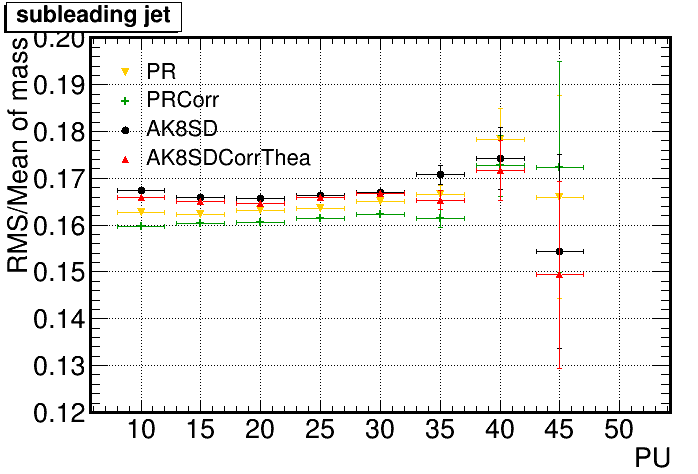 subleading jet
RMS/Mean of mass
0.20
0.19
0.18
0.17
0.16
0.15
0.14
0.13
0.12
PR
PRCorr
AK8SD
AK8SDCorrThea
10 15 20 25 30 35 40 45 50
PU